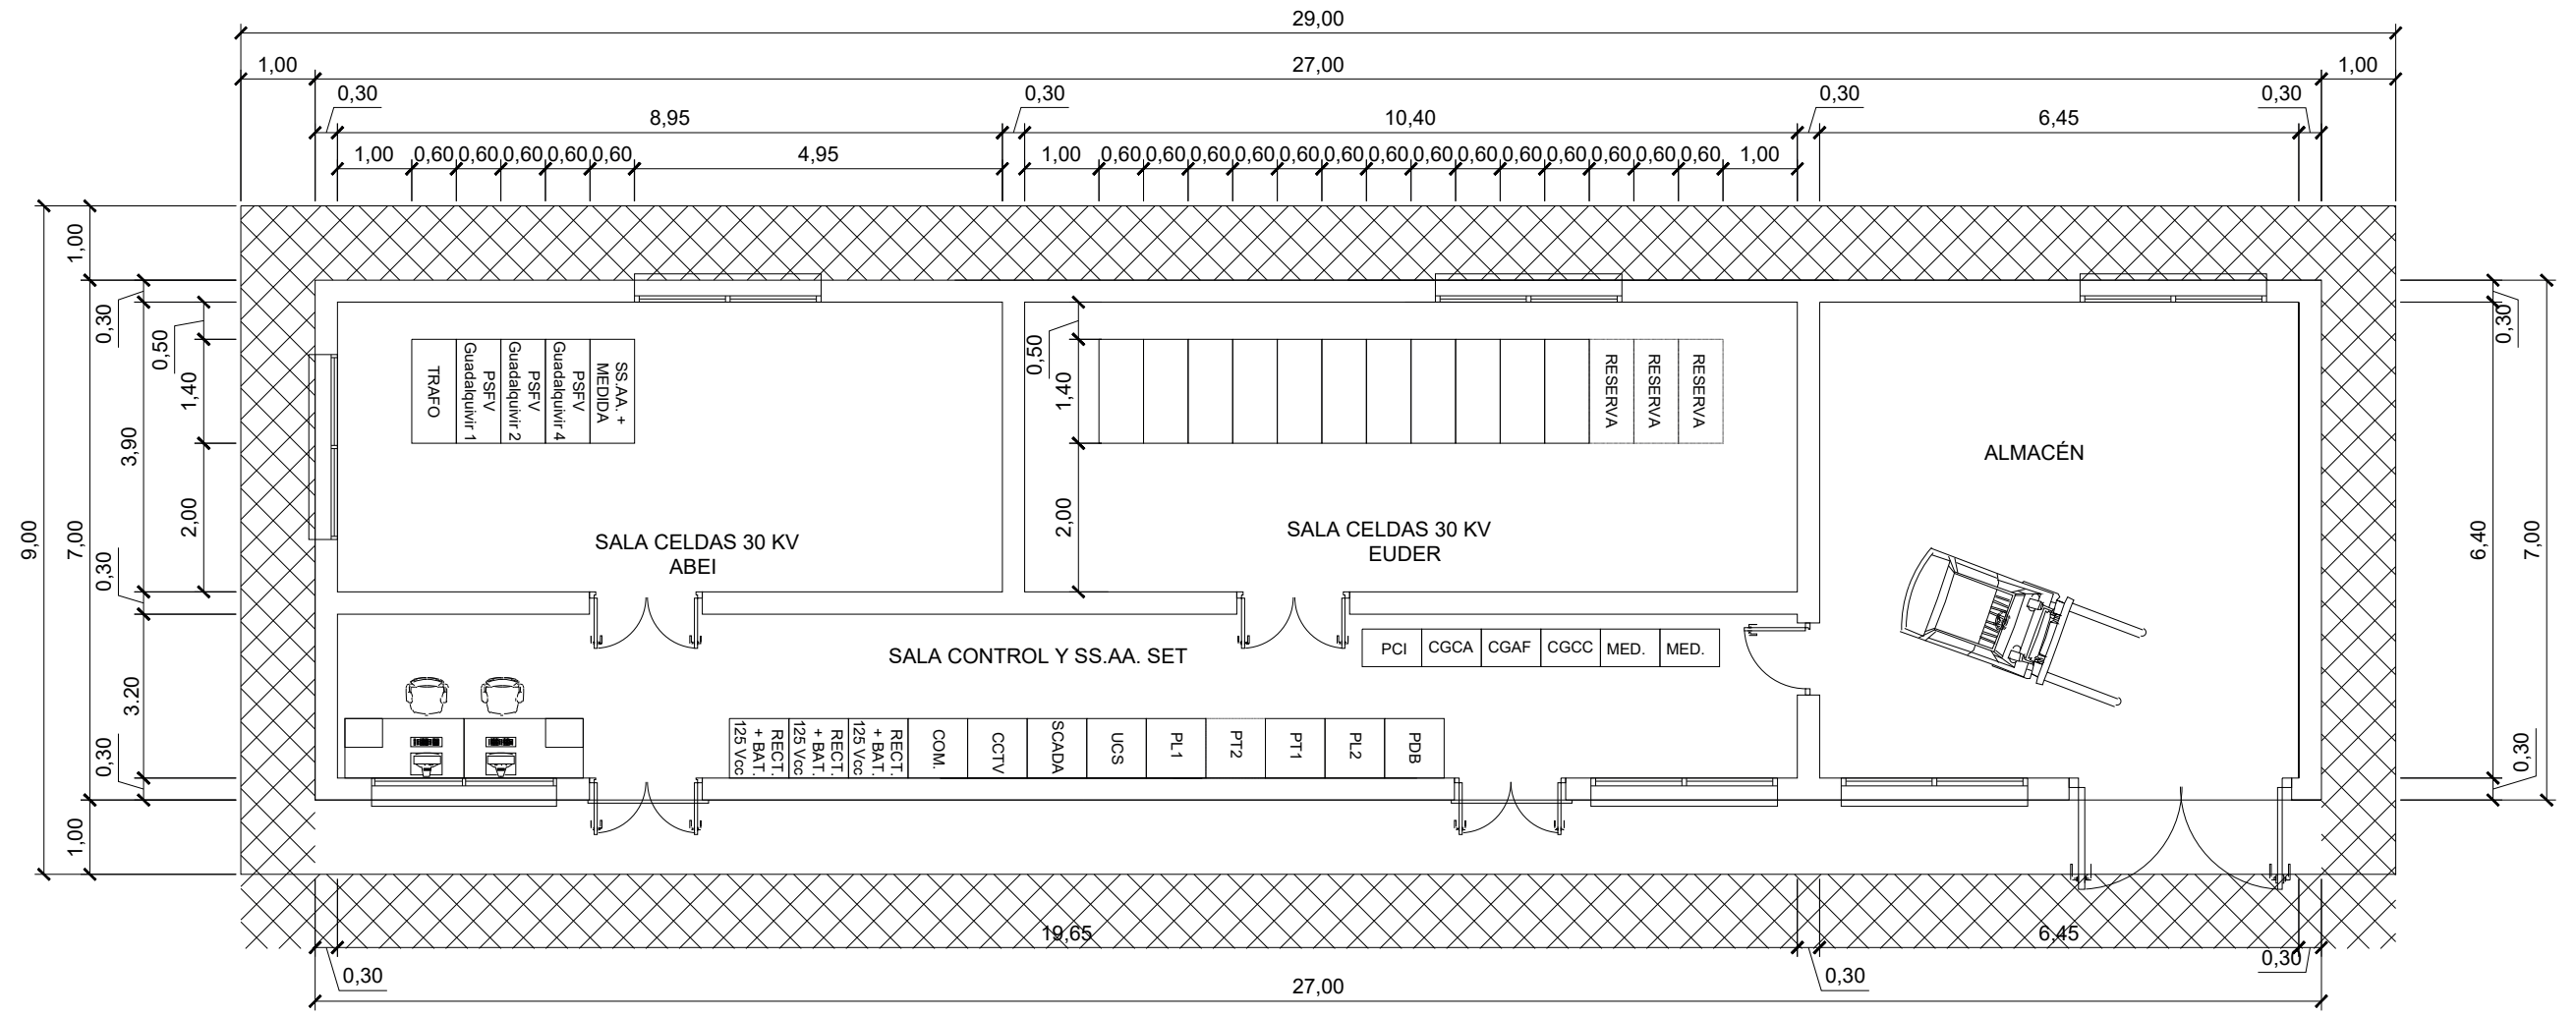 29,00
1,00
27,00
1,00
0,30
0,30
0,30
0,30
8,95
10,40
6,45
1,00
0,60
0,60
0,60
0,60
0,60
4,95
1,00
0,60
0,60
0,60
0,60
0,60
0,60
0,60
0,60
0,60
0,60
0,60
0,60
0,60
0,60
1,00
9,00
1,00
7,00
1,00
0,30
3,90
0,30
3.20
0,30
0,50
1,40
2,00
TRAFO
PSFV
Guadalquivir 1
PSFV
Guadalquivir 2
PSFV
Guadalquivir 4
SS.AA. +
MEDIDA
SALA CELDAS 30 KV
ABEI
0,50
1,40
2,00
RESERVA
RESERVA
RESERVA
SALA CELDAS 30 KV
EUDER
ALMACÉN
0,30
6,40
0,30
7,00
SALA CONTROL Y SS.AA. SET
PCI
CGCA
CGAF
CGCC
MED.
MED.
RECT.
+ BAT.
125 Vcc
RECT.
+ BAT.
125 Vcc
RECT.
+ BAT.
125 Vcc
COM.
CCTV
SCADA
UCS
PL1
PT2
PT1
PL2
PDB
19,65
6,45
0,30
0,30
0,30
27,00